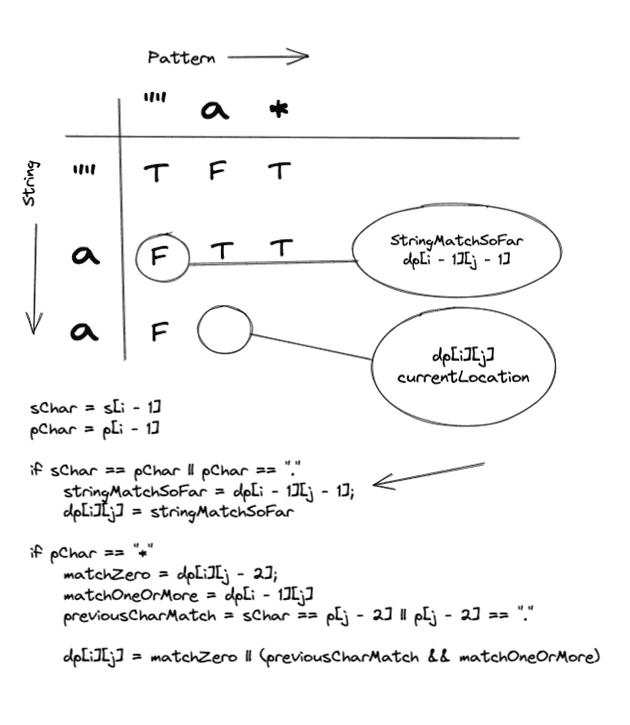 Pattern
"" a *
String
"" T F T
a F T T
StringMatchSoFar
dp[i - 1][j - 1]
a F
dp[i][j]
currentLocation
sChar = s[i - 1]
pChar = p[i - 1]
if sChar == pChar || pChar == "."
stringMatchSoFar = dp[i - 1][j - 1];
dp[i][j] = stringMatchSoFar
if pChar == "*"
matchZero = dp[i][j - 2];
matchOneOrMore = dp[i - 1][j]
previousCharMatch = sChar == p[j - 2] || p[j - 2] == "."
dp[i][j] = matchZero || (previousCharMatch && matchOneOrMore)